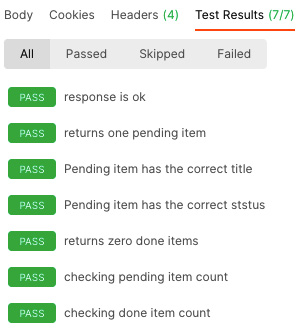 Body Cookies Headers (4) Test Results (7/7)
All Passed Skipped Failed
PASS response is ok
PASS returns one pending item
PASS Pending item has the correct title
PASS Pending item has the correct ststus
PASS returns zero done items
PASS checking pending item count
PASS checking done item count